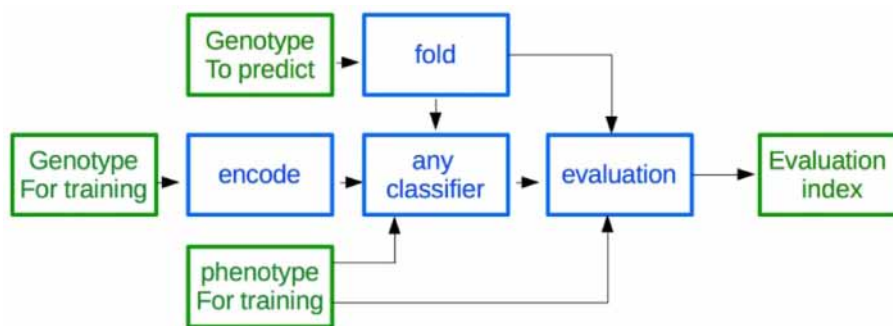 Genotype
To predict
fold
Genotype
For training
encode
any
classifier
evaluation
Evaluation
index
phenotype
For training